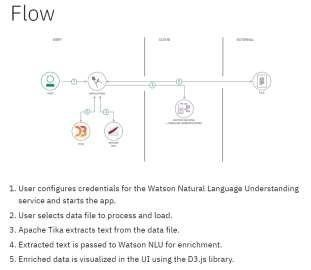 Flow
USER
CLOUD
EXTERNAL
1. User configures credentials for the Watson Natural Language Understanding
service and starts the app.
2. User selects data file to process and load.
3. Apache Tika extracts text from the data file.
4. Extracted text is passed to Watson NLU for enrichment.
5. Enriched data is visualized in the UI using the D3.js library.